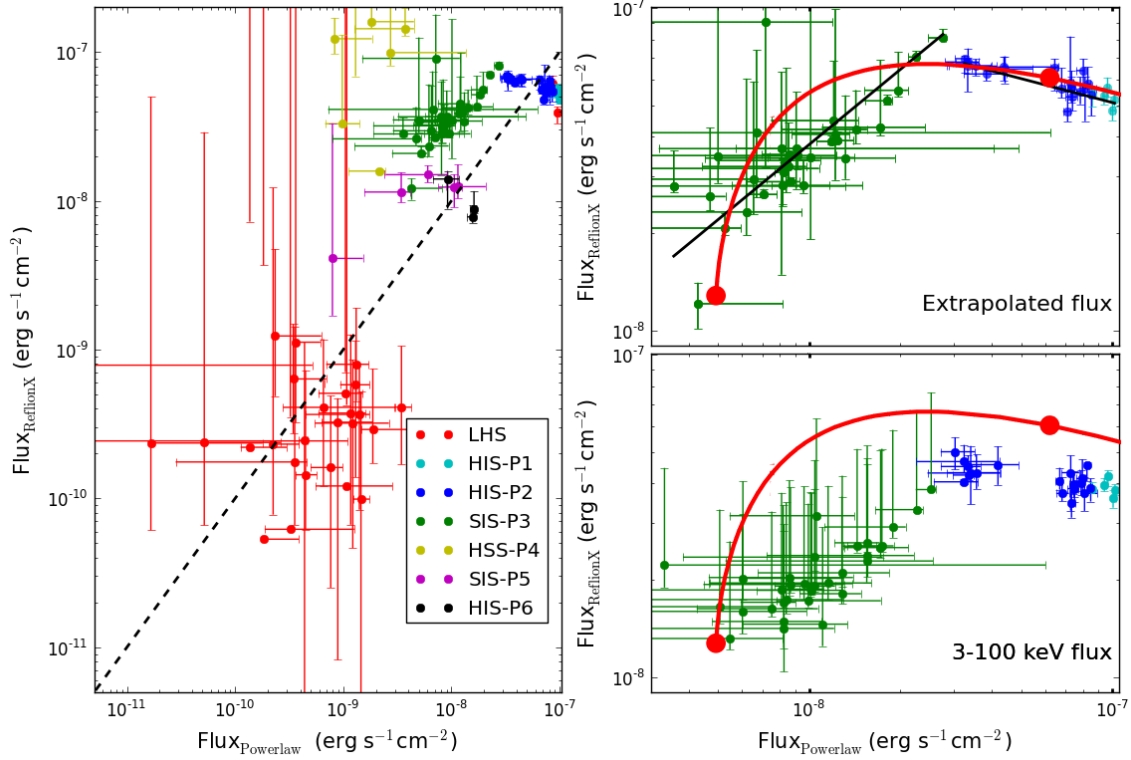 10⁻⁷
10⁻⁸
10⁻⁹
10⁻¹⁰
10⁻¹¹
Flux_ReflionX (erg s⁻¹ cm⁻²)
LHS
HIS-P1
HIS-P2
SIS-P3
HSS-P4
SIS-P5
HIS-P6
10⁻¹¹ 10⁻¹⁰ 10⁻⁹ 10⁻⁸ 10⁻⁷
Flux_Powerlaw (erg s⁻¹ cm⁻²)
10⁻⁷
Flux_ReflionX (erg s⁻¹ cm⁻²)
Extrapolated flux
10⁻⁸
10⁻⁷
Flux_ReflionX (erg s⁻¹ cm⁻²)
3-100 keV flux
10⁻⁸
10⁻⁸ 10⁻⁷
Flux_Powerlaw (erg s⁻¹ cm⁻²)